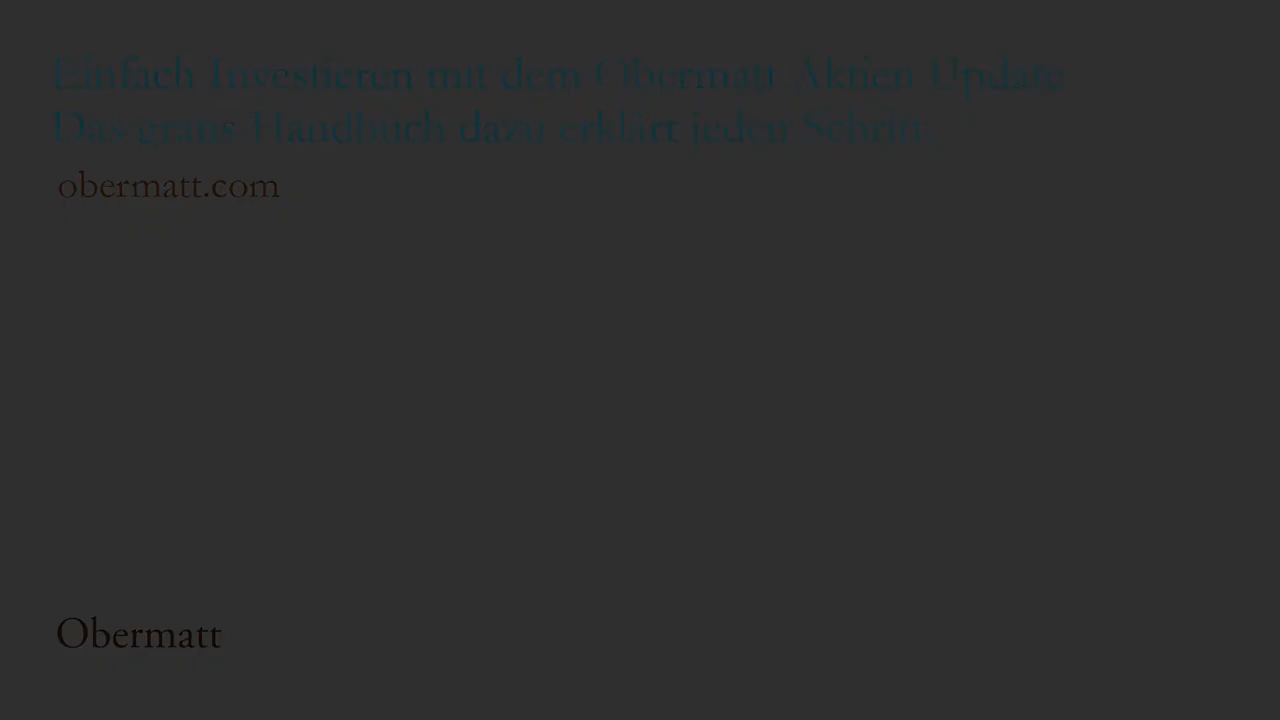 Einfach Investieren mit dem Obermatt Aktien Update
Das gratis Handbuch dazu erklärt jeden Schritt.
obermatt.com
Obermatt